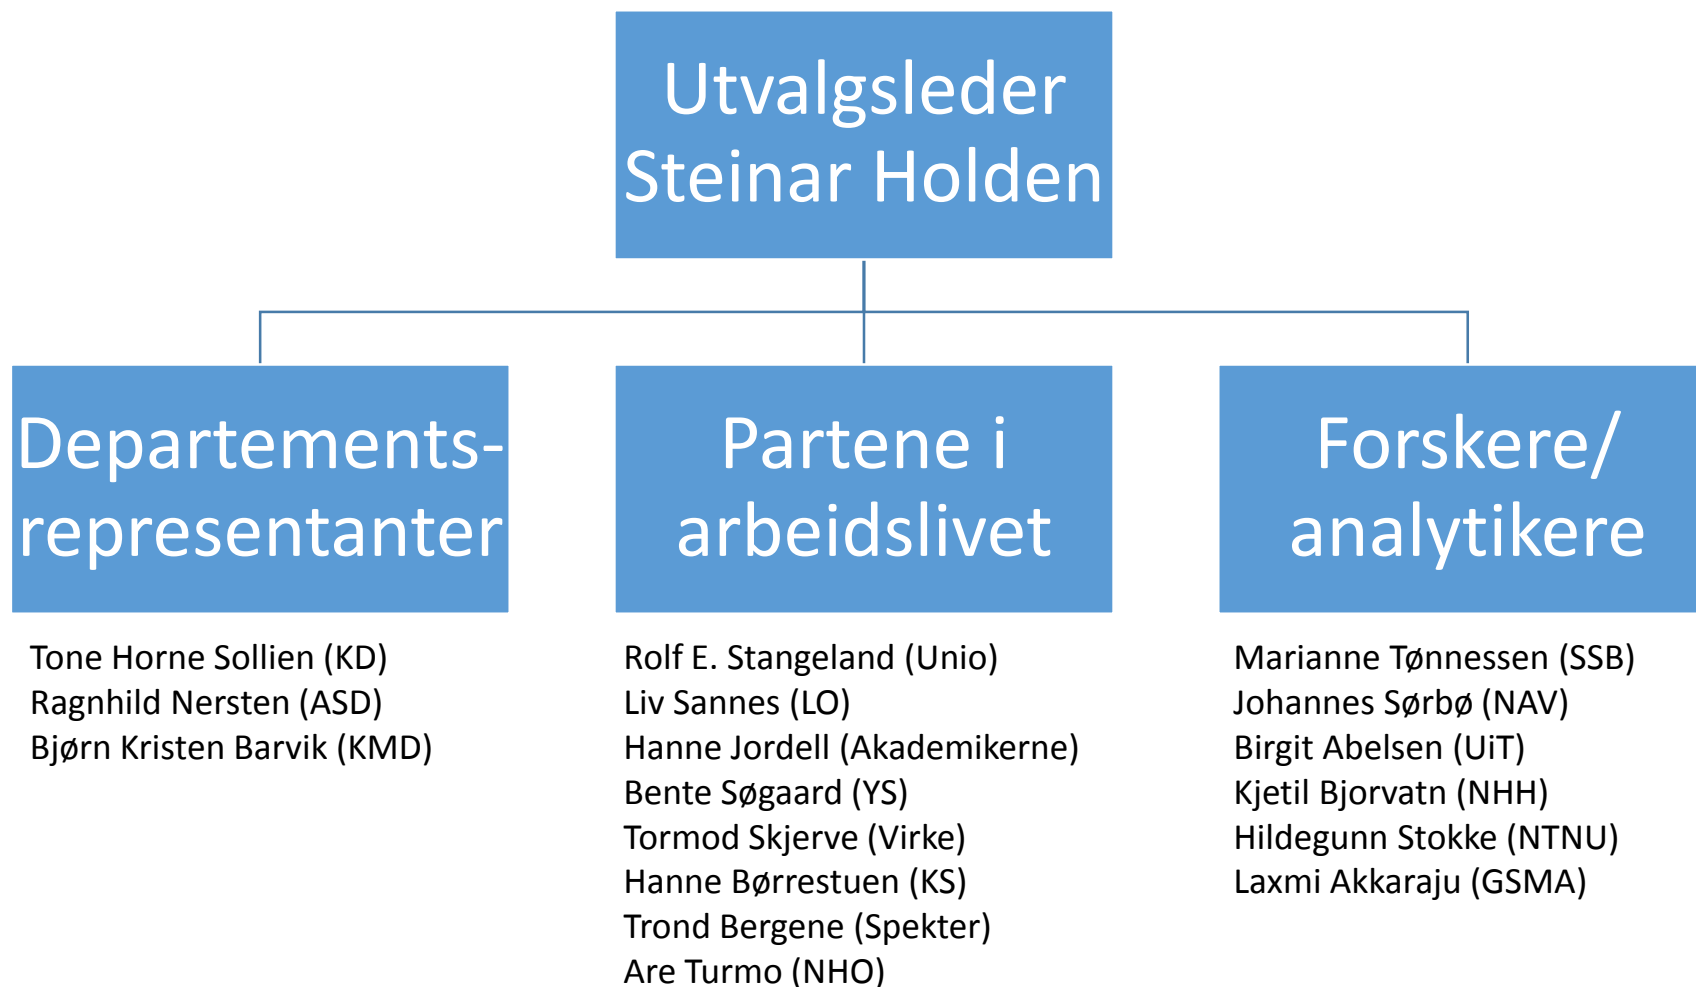 Utvalgsleder
Steinar Holden
Departements-
representanter
Tone Horne Sollien (KD)
Ragnhild Nersten (ASD)
Bjørn Kristen Barvik (KMD)
Partene i
arbeidslivet
Rolf E. Stangeland (Unio)
Liv Sannes (LO)
Hanne Jordell (Akademikerne)
Bente Søgaard (YS)
Tormod Skjerve (Virke)
Hanne Børrestuen (KS)
Trond Bergene (Spekter)
Are Turmo (NHO)
Forskere/
analytikere
Marianne Tønnessen (SSB)
Johannes Sørbø (NAV)
Birgit Abelsen (UiT)
Kjetil Bjorvatn (NHH)
Hildegunn Stokke (NTNU)
Laxmi Akkaraju (GSMA)